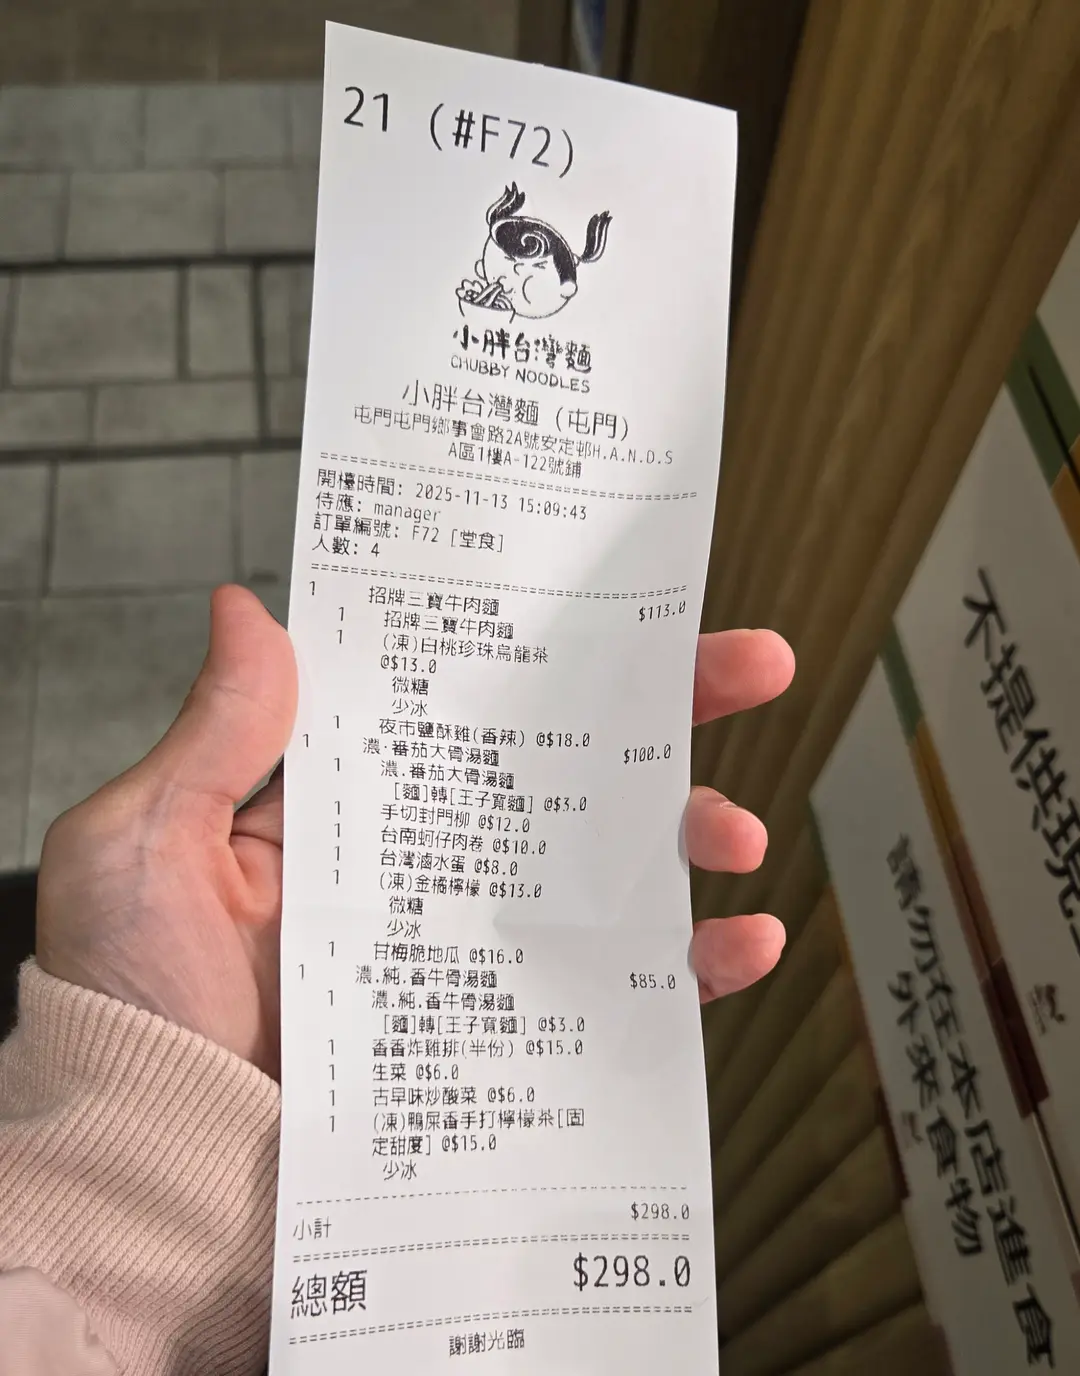 21 (#F72)
小胖台灣麵
CHUBBY NOODLES
小胖台灣麵 (屯門)
屯門屯門鄉事會路2A號安定邨H.A.N.D.S
A區1樓A-122號鋪
開檯時間: 2025-11-13 15:09:43
侍應: manager
訂單編號: F72 [堂食]
人數: 4
1 招牌三寶牛肉麵 $113.0
1 招牌三寶牛肉麵
1 (凍)白桃珍珠烏龍茶
@$13.0
微糖
少冰
1 夜市鹽酥雞(香辣) @$18.0
1 濃.番茄大骨湯麵 $100.0
1 濃.番茄大骨湯麵
[麵]轉[王子寬麵] @$3.0
1 手切封門柳 @$12.0
1 台南蚵仔肉卷 @$10.0
1 台灣滷水蛋 @$8.0
1 (凍)金橘檸檬 @$13.0
微糖
少冰
1 甘梅脆地瓜 @$16.0
1 濃.純.香牛骨湯麵 $85.0
1 濃.純.香牛骨湯麵
[麵]轉[王子寬麵] @$3.0
1 香香炸雞排(半份) @$15.0
1 生菜 @$6.0
1 古早味炒酸菜 @$6.0
1 (凍)鴨屎香手打檸檬茶[固
定甜度] @$15.0
少冰
小計 $298.0
總額 $298.0
謝謝光臨
不提供現
請勿在本店進食
外來食物